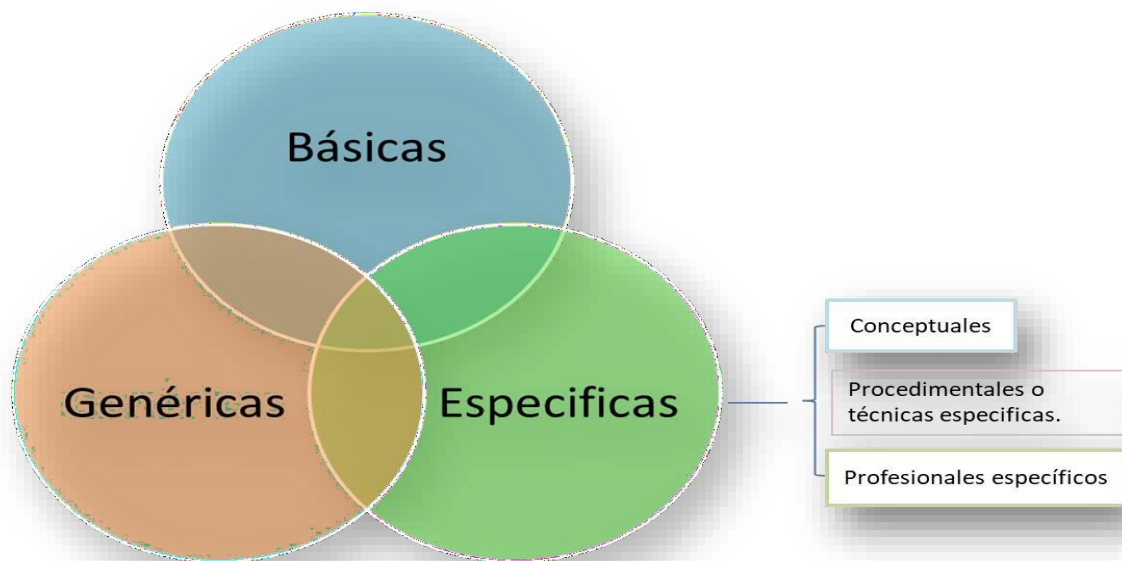 Básicas
Genéricas
Especificas
Conceptuales
Procedimentales o
técnicas especificas.
Profesionales específicos